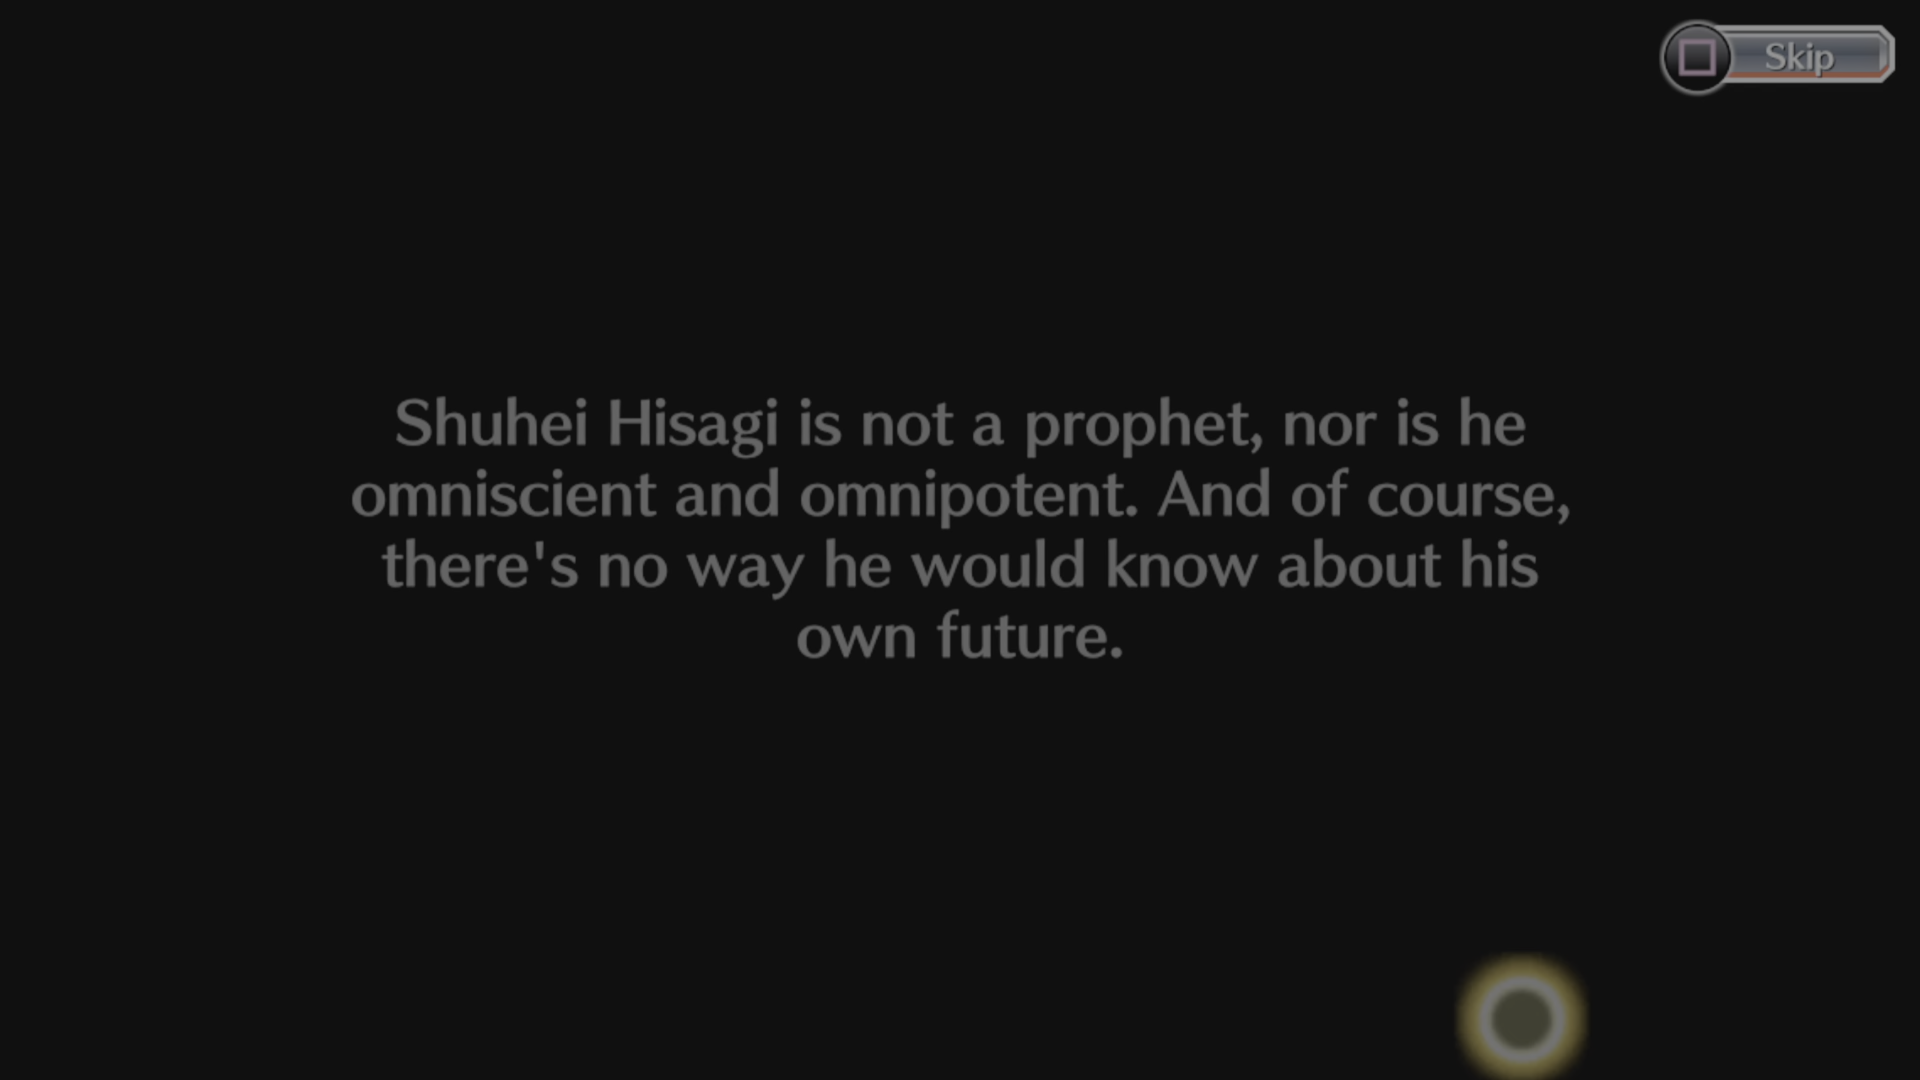 Skip
Shuhei Hisagi is not a prophet, nor is he
omniscient and omnipotent. And of course,
there's no way he would know about his
own future.